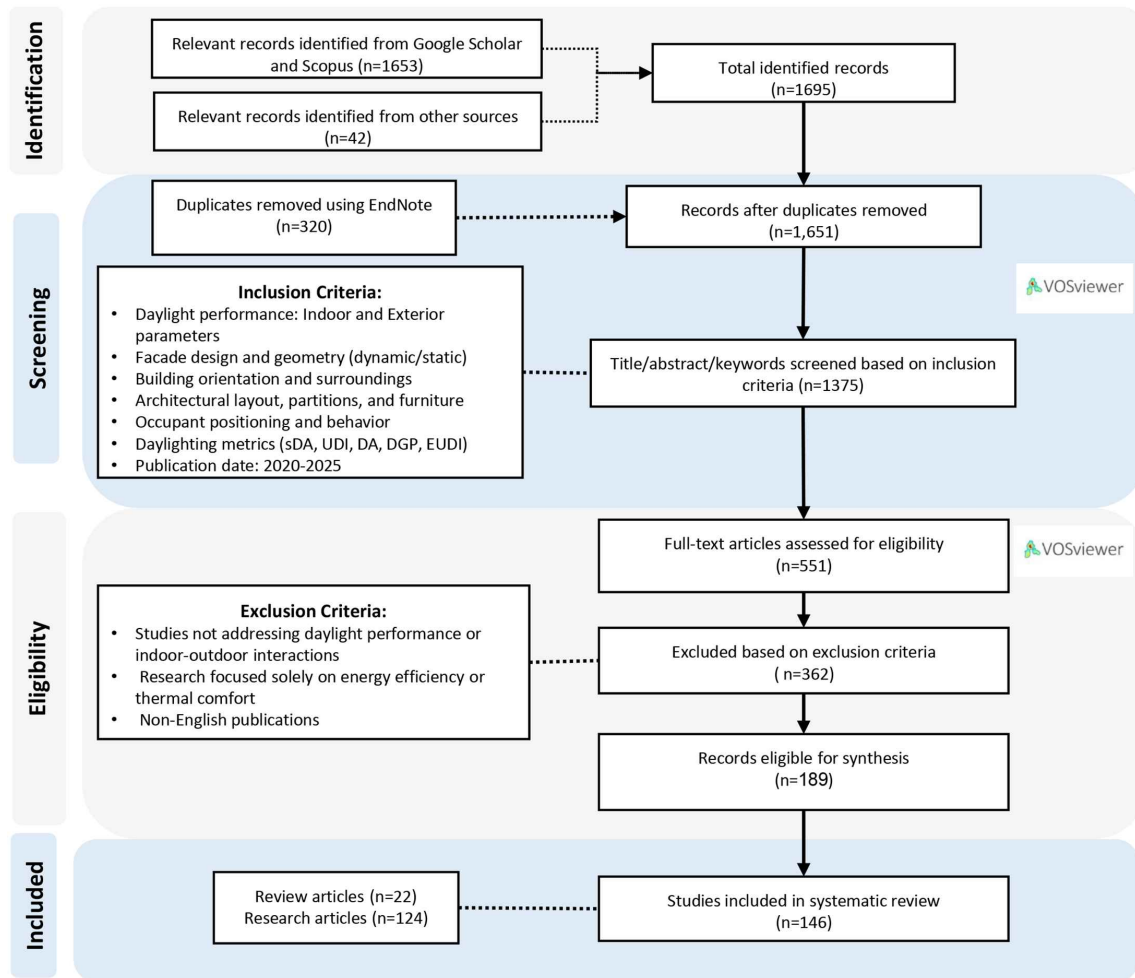 Identification
Relevant records identified from Google Scholar
and Scopus (n=1653)
Relevant records identified from other sources
(n=42)
Total identified records
(n=1695)
Screening
Duplicates removed using EndNote
(n=320)
Records after duplicates removed
(n=1,651)
VOSviewer
Inclusion Criteria:
• Daylight performance: Indoor and Exterior
parameters
• Facade design and geometry (dynamic/static)
• Building orientation and surroundings
• Architectural layout, partitions, and furniture
• Occupant positioning and behavior
• Daylighting metrics (sDA, UDI, DA, DGP, EUDI)
• Publication date: 2020-2025
Title/abstract/keywords screened based on inclusion
criteria (n=1375)
Eligibility
Full-text articles assessed for eligibility
(n=551)
VOSviewer
Exclusion Criteria:
• Studies not addressing daylight performance or
indoor-outdoor interactions
• Research focused solely on energy efficiency or
thermal comfort
• Non-English publications
Excluded based on exclusion criteria
( n=362)
Records eligible for synthesis
(n=189)
Included
Review articles (n=22)
Research articles (n=124)
Studies included in systematic review
(n=146)